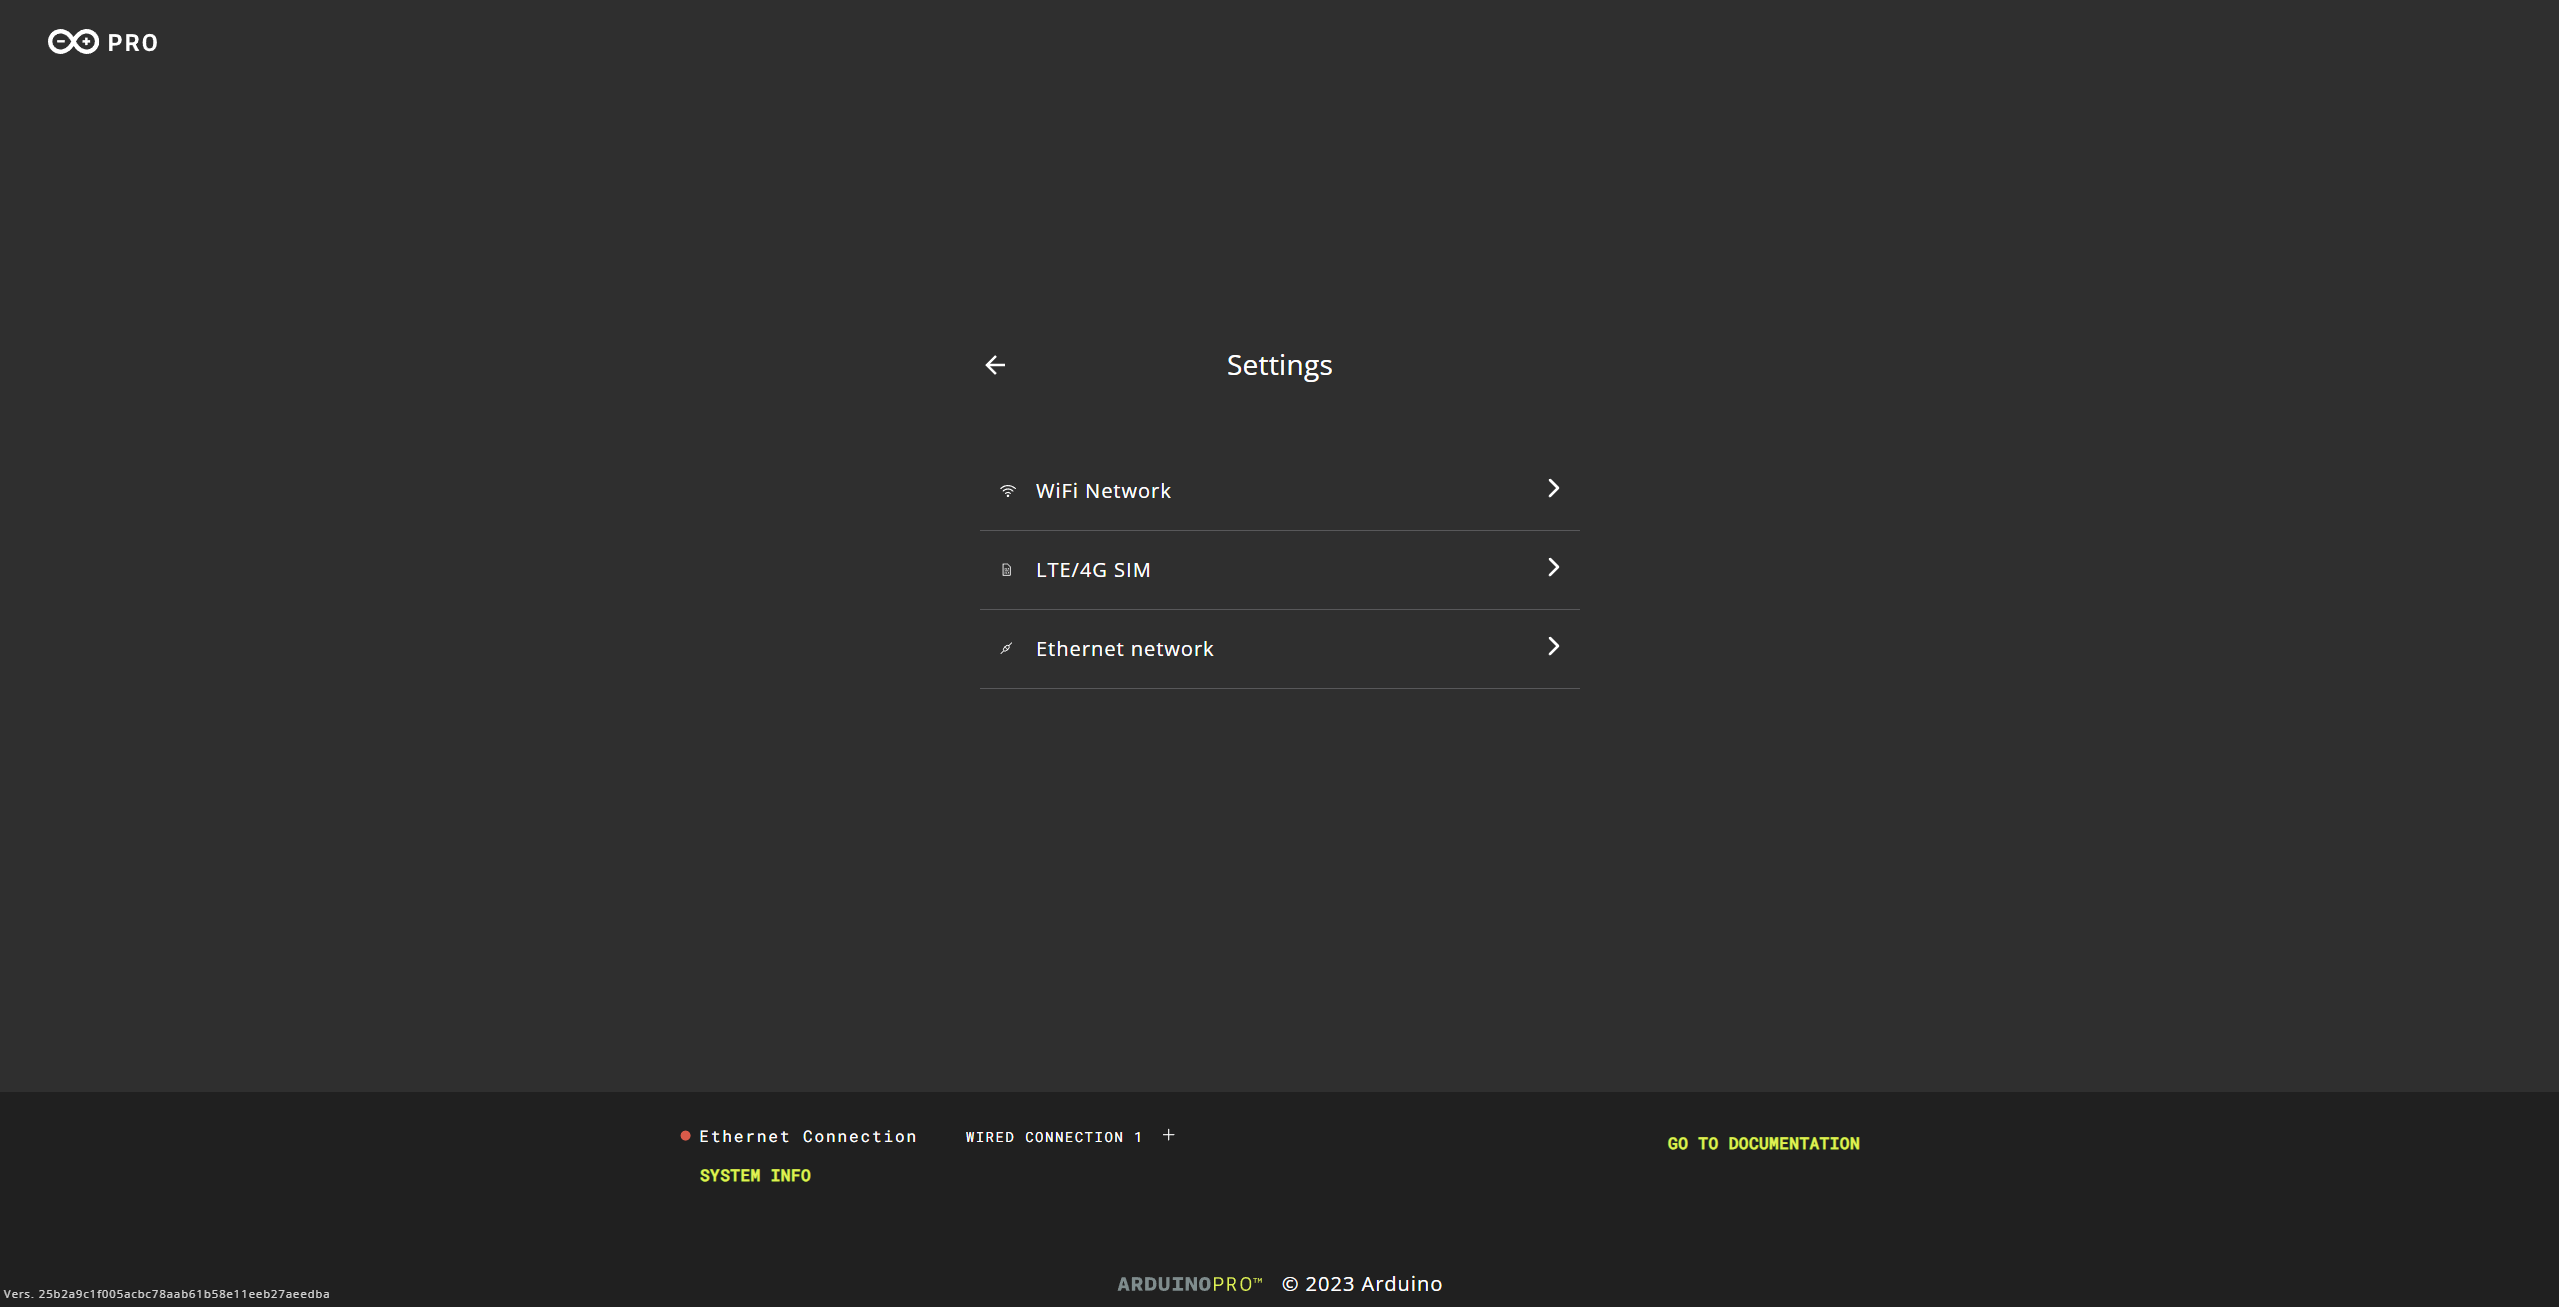 PRO
Settings
WiFi Network
LTE/4G SIM
Ethernet network
Ethernet Connection WIRED CONNECTION 1 +
GO TO DOCUMENTATION
SYSTEM INFO
ARDUINOPRO™ © 2023 Arduino
Vers. 25b2a9c1f005acbc78aab61b58e11eeb27aeedba